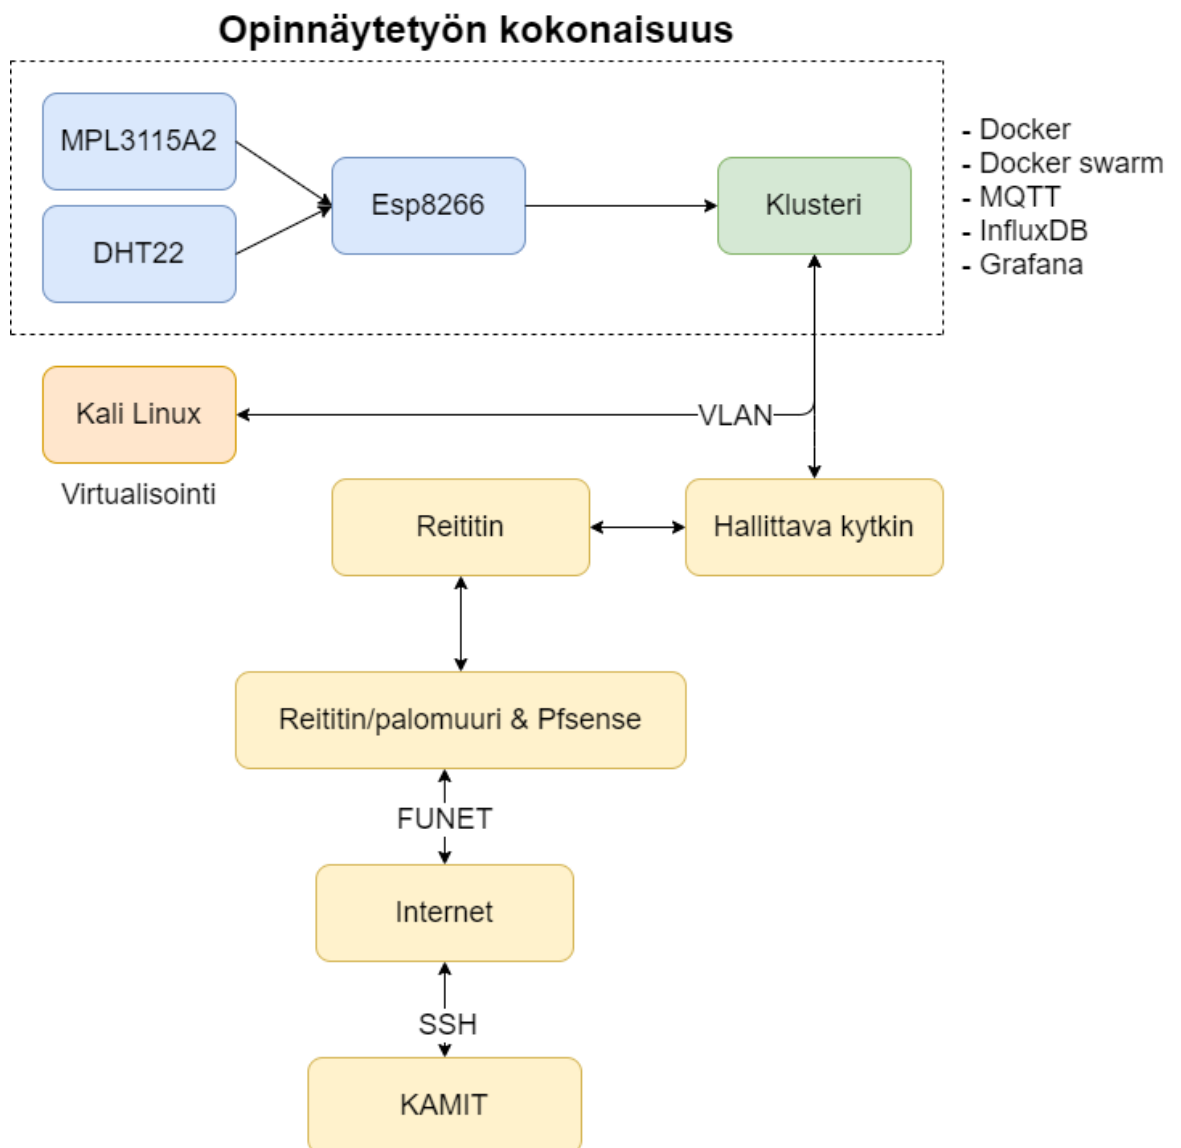 Opinnäytetyön kokonaisuus
MPL3115A2
DHT22
Esp8266
Klusteri
- Docker
- Docker swarm
- MQTT
- InfluxDB
- Grafana
Kali Linux
VLAN
Virtualisointi
Reititin
Hallittava kytkin
Reititin/palomuuri & Pfsense
FUNET
Internet
SSH
KAMIT